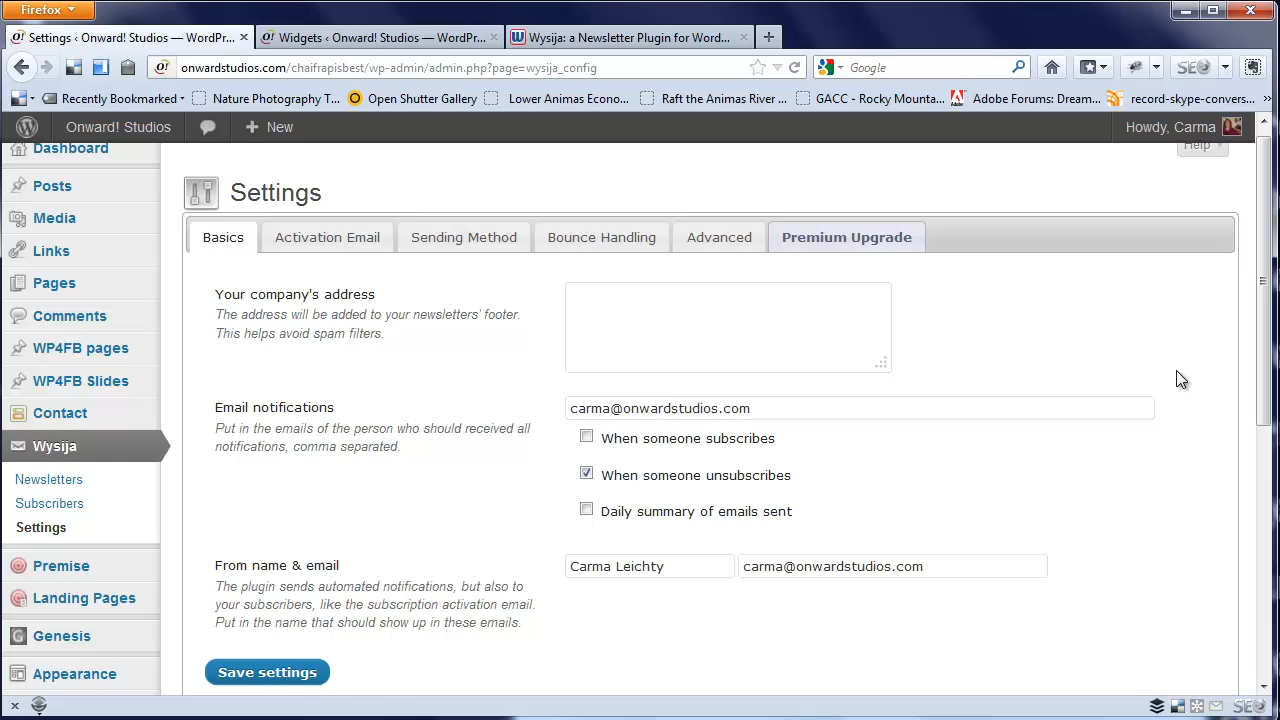 Firefox
Settings ‹ Onward! Studios — WordPr...
Widgets ‹ Onward! Studios — WordPr...
Wysija: a Newsletter Plugin for Word...
onwardstudios.com/chaifrapisbest/wp-admin/admin.php?page=wysija_config
Google
SEO
Recently Bookmarked
Nature Photography T...
Open Shutter Gallery
Lower Animas Econo...
Raft the Animas River ...
GACC - Rocky Mounta...
Adobe Forums: Dream...
record-skype-convers...
Onward! Studios
New
Howdy, Carma
Dashboard
Posts
Media
Links
Pages
Comments
WP4FB pages
WP4FB Slides
Contact
Wysija
Newsletters
Subscribers
Settings
Premise
Landing Pages
Genesis
Appearance
Help
Settings
Basics
Activation Email
Sending Method
Bounce Handling
Advanced
Premium Upgrade
Your company's address
The address will be added to your newsletters' footer.
This helps avoid spam filters.
Email notifications
Put in the emails of the person who should received all
notifications, comma separated.
carma@onwardstudios.com
When someone subscribes
When someone unsubscribes
Daily summary of emails sent
From name & email
The plugin sends automated notifications, but also to
your subscribers, like the subscription activation email.
Put in the name that should show up in these emails.
Carma Leichty
carma@onwardstudios.com
Save settings
SEO